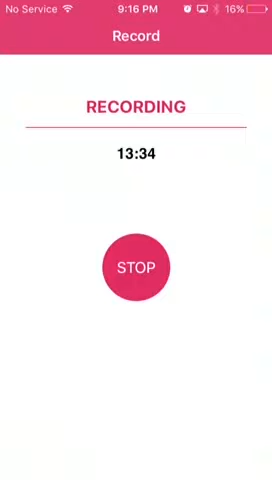 No Service 9:16 PM 16%
Record
RECORDING
13:34
STOP